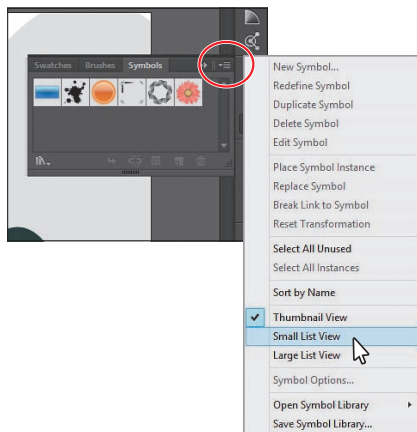 Swatches Brushes Symbols
New Symbol...
Redefine Symbol
Duplicate Symbol
Delete Symbol
Edit Symbol
Place Symbol Instance
Replace Symbol
Break Link to Symbol
Reset Transformation
Select All Unused
Select All Instances
Sort by Name
Thumbnail View
Small List View
Large List View
Symbol Options...
Open Symbol Library
Save Symbol Library...